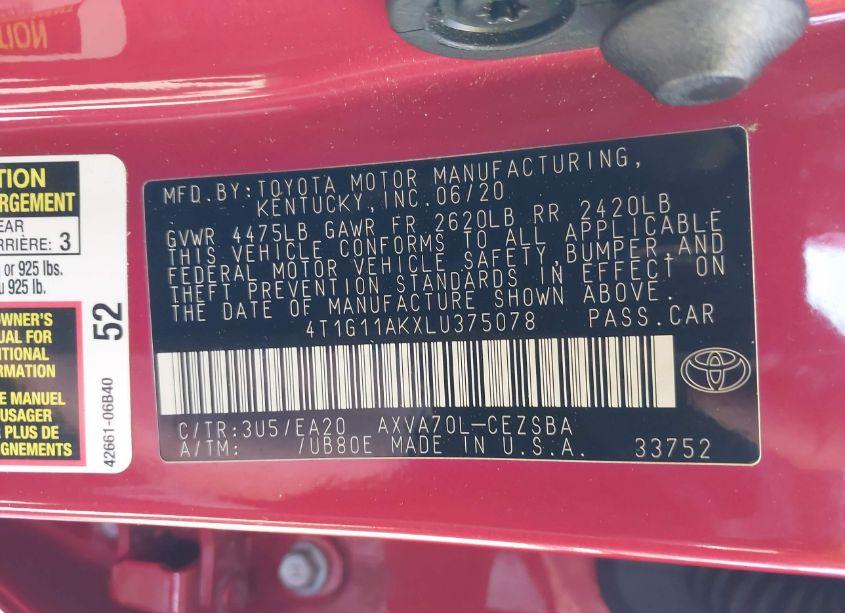 TION
TION
RGEMENT
EAR
RRIÈRE: 3
or 925 lbs.
u 925 lb.
OWNER'S
UAL FOR
ITIONAL
RMATION
E MANUEL
'USAGER
R PLUS DE
IGNEMENTS
52
42661-06B40
MFD.BY:TOYOTA MOTOR MANUFACTURING,
KENTUCKY,INC.06/20
GVWR 4475LB GAWR FR 2620LB RR 2420LB
THIS VEHICLE CONFORMS TO ALL APPLICABLE
FEDERAL MOTOR VEHICLE SAFETY,BUMPER,AND
THEFT PREVENTION STANDARDS IN EFFECT ON
THE DATE OF MANUFACTURE SHOWN ABOVE.
4T1G11AKXLU375078 PASS.CAR
C/TR:3U5/EA20 AXVA70L-CEZSBA
A/TM: /UB80E MADE IN U.S.A. 33752